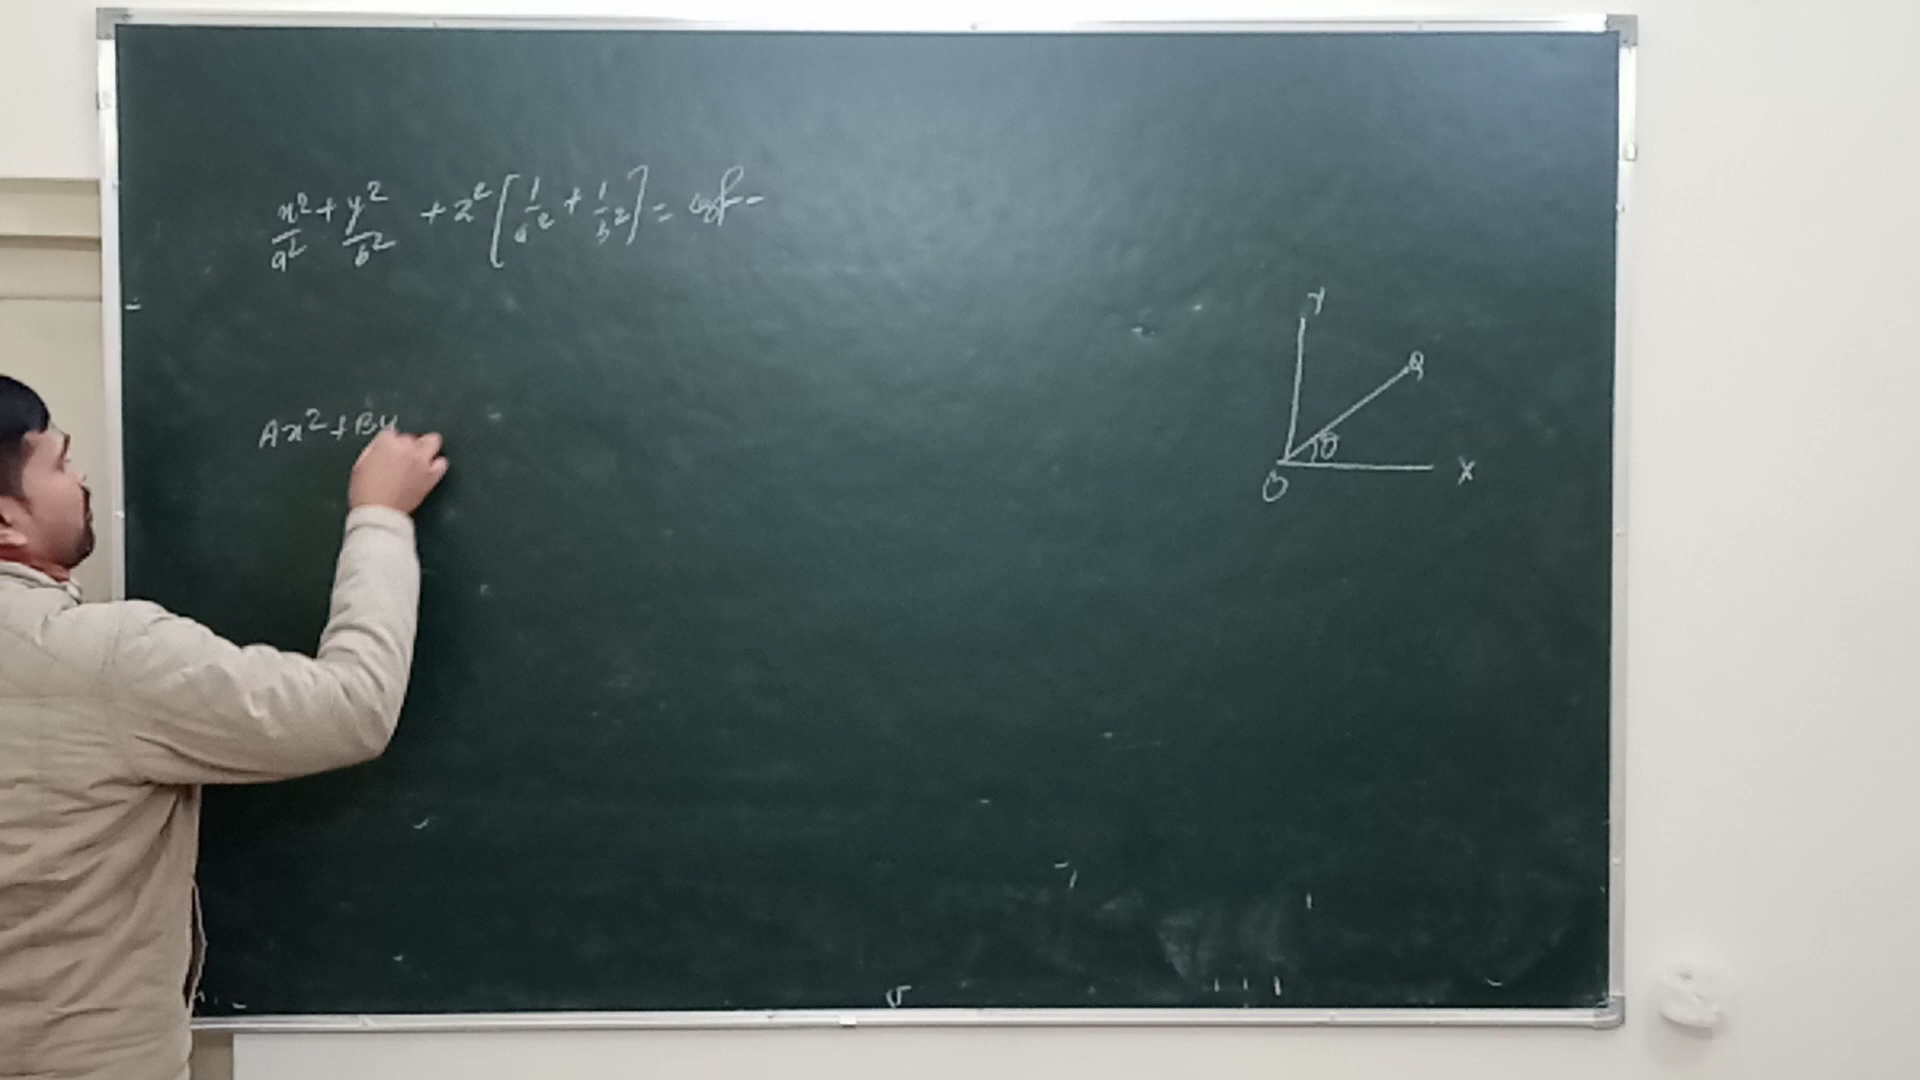 x²/a² + y²/b² + z² [1/a² + 1/b²] =
Ax² + By
Y
Q
θ
O X